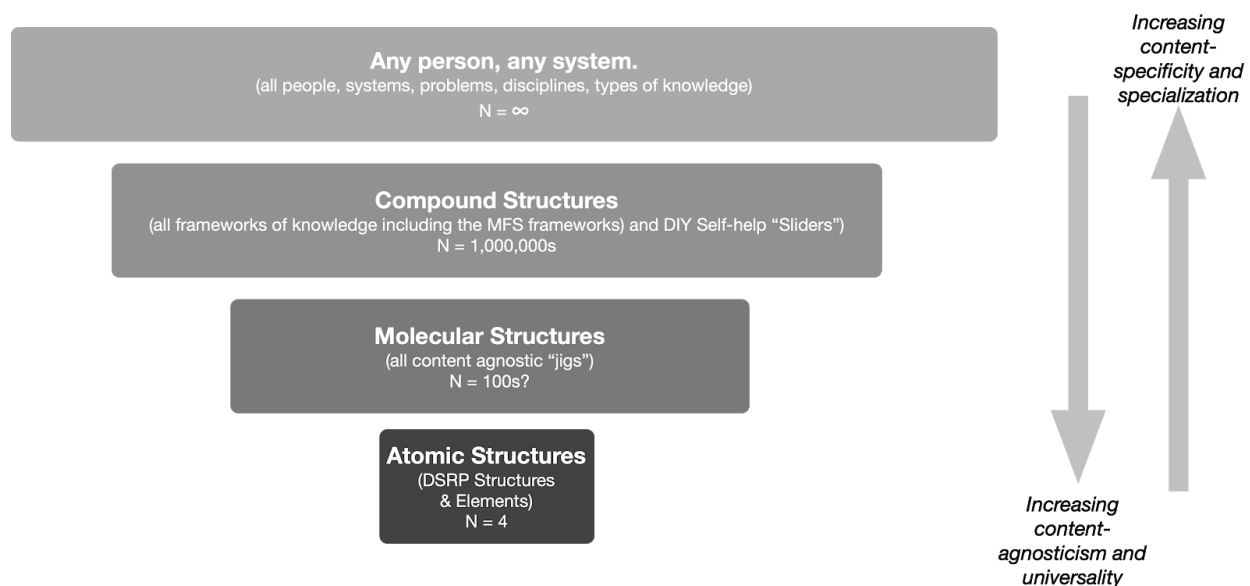 Any person, any system.
(all people, systems, problems, disciplines, types of knowledge)
N = ∞
Compound Structures
(all frameworks of knowledge including the MFS frameworks) and DIY Self-help “Sliders”)
N = 1,000,000s
Molecular Structures
(all content agnostic “jigs”)
N = 100s?
Atomic Structures
(DSRP Structures
& Elements)
N = 4
Increasing
content-
specificity and
specialization
Increasing
content-
agnosticism and
universality